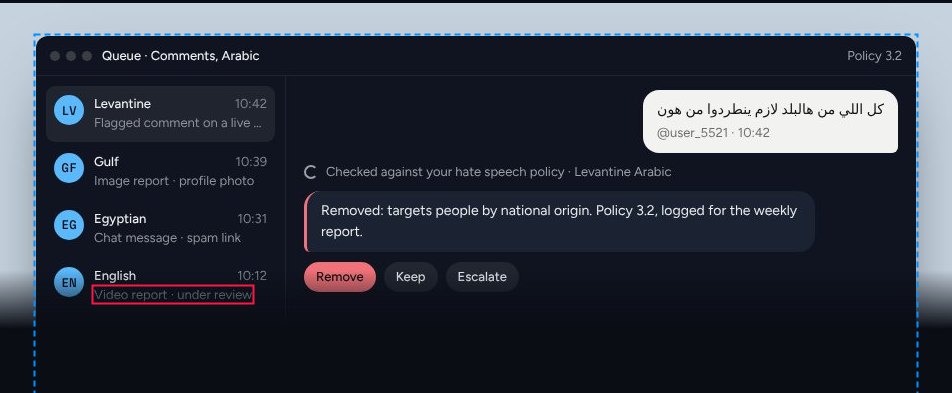 Queue · Comments, Arabic
Policy 3.2
LV
Levantine
10:42
Flagged comment on a live ...
GF
Gulf
10:39
Image report · profile photo
EG
Egyptian
10:31
Chat message · spam link
EN
English
10:12
Video report · under review
كل اللي من هالبلد لازم ينطردوا من هون
@user_5521 · 10:42
Checked against your hate speech policy · Levantine Arabic
Removed: targets people by national origin. Policy 3.2, logged for the weekly
report.
Remove
Keep
Escalate